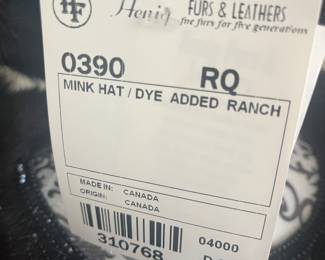 HF
Henig FURS & LEATHERS
fine furs for five generations
0390 RQ
MINK HAT / DYE ADDED RANCH
MADE IN: CANADA
ORIGIN: CANADA
04000
310768